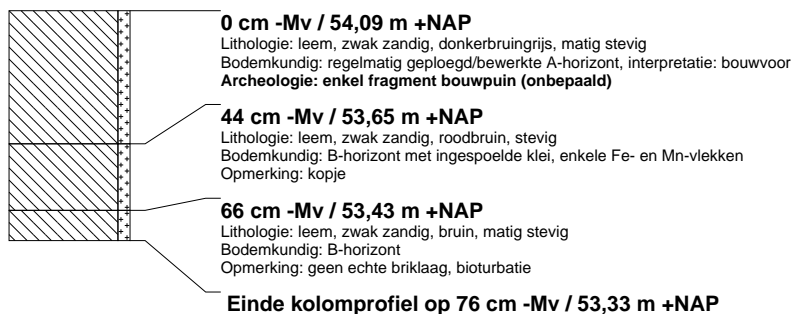 0 cm -Mv / 54,09 m +NAP
Lithologie: leem, zwak zandig, donkerbruingrijs, matig stevig
Bodemkundig: regelmatig geploegd/bewerkte A-horizont, interpretatie: bouwvoor
Archeologie: enkel fragment bouwpuin (onbepaald)
44 cm -Mv / 53,65 m +NAP
Lithologie: leem, zwak zandig, roodbruin, stevig
Bodemkundig: B-horizont met ingespoelde klei, enkele Fe- en Mn-vlekken
Opmerking: kopje
66 cm -Mv / 53,43 m +NAP
Lithologie: leem, zwak zandig, bruin, matig stevig
Bodemkundig: B-horizont
Opmerking: geen echte briklaag, bioturbatie
Einde kolomprofiel op 76 cm -Mv / 53,33 m +NAP